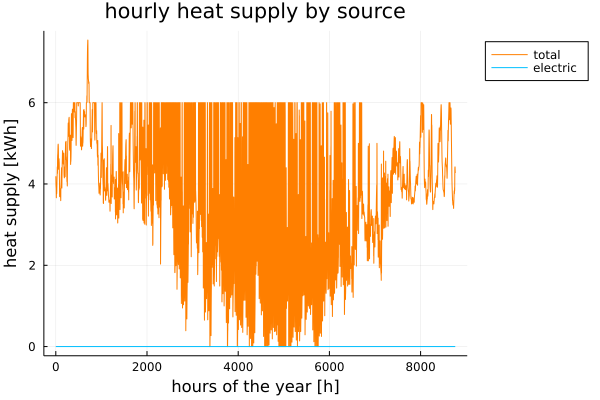 hourly heat supply by source
total
electric
heat supply [kWh]
6
4
2
0
0
2000
4000
6000
8000
hours of the year [h]